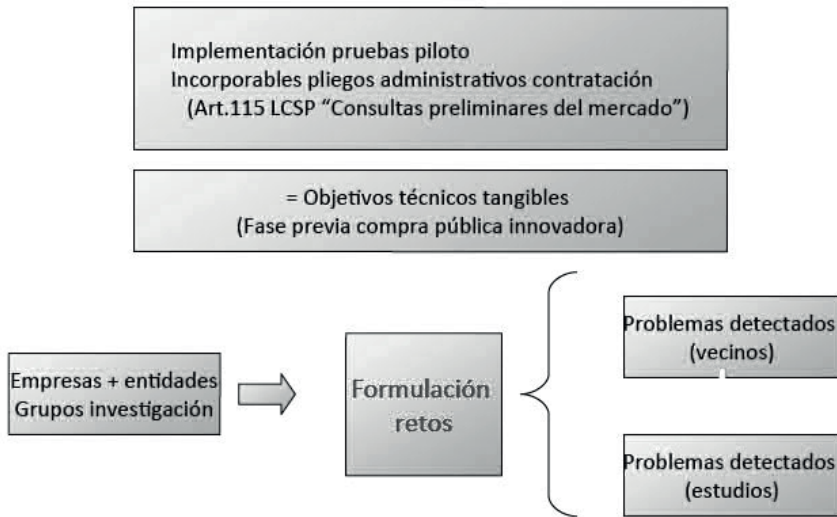 Implementación pruebas piloto
Incorporables pliegos administrativos contratación
(Art.115 LCSP “Consultas preliminares del mercado”)
= Objetivos técnicos tangibles
(Fase previa compra pública innovadora)
Empresas + entidades
Grupos investigación
Formulación
retos
Problemas detectados
(vecinos)
Problemas detectados
(estudios)